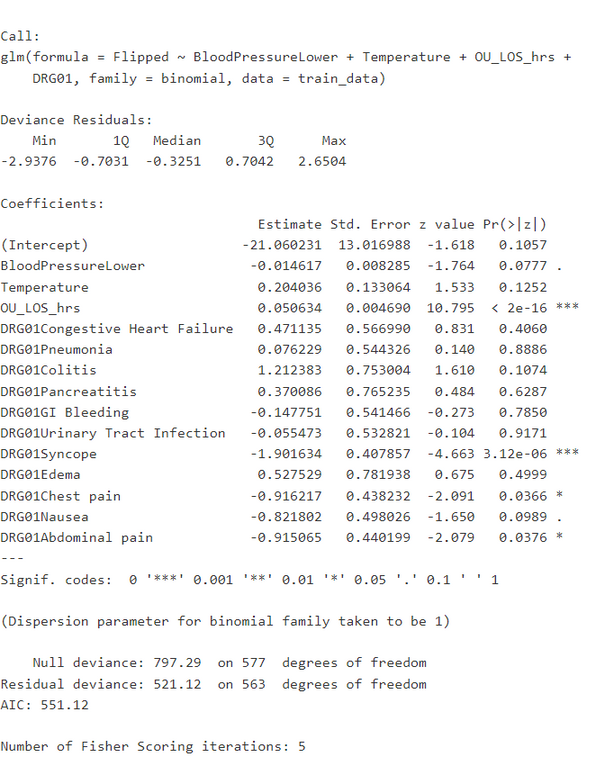 Call:
glm(formula = Flipped ~ BloodPressureLower + Temperature + OU_LOS_hrs +
    DRG01, family = binomial, data = train_data)

Deviance Residuals:
    Min       1Q   Median       3Q      Max
-2.9376  -0.7031  -0.3251   0.7042   2.6504

Coefficients:
                                Estimate Std. Error z value Pr(>|z|)
(Intercept)                   -21.060231  13.016988  -1.618   0.1057
BloodPressureLower             -0.014617   0.008285  -1.764   0.0777 .
Temperature                     0.204036   0.133064   1.533   0.1252
OU_LOS_hrs                      0.050634   0.004690  10.795  < 2e-16 ***
DRG01Congestive Heart Failure   0.471135   0.566990   0.831   0.4060
DRG01Pneumonia                  0.076229   0.544326   0.140   0.8886
DRG01Colitis                    1.212383   0.753004   1.610   0.1074
DRG01Pancreatitis               0.370086   0.765235   0.484   0.6287
DRG01GI Bleeding               -0.147751   0.541466  -0.273   0.7850
DRG01Urinary Tract Infection   -0.055473   0.532821  -0.104   0.9171
DRG01Syncope                   -1.901634   0.407857  -4.663 3.12e-06 ***
DRG01Edema                      0.527529   0.781938   0.675   0.4999
DRG01Chest pain                -0.916217   0.438232  -2.091   0.0366 *
DRG01Nausea                    -0.821802   0.498026  -1.650   0.0989 .
DRG01Abdominal pain            -0.915065   0.440199  -2.079   0.0376 *
---
Signif. codes:  0 '***' 0.001 '**' 0.01 '*' 0.05 '.' 0.1 ' ' 1

(Dispersion parameter for binomial family taken to be 1)

    Null deviance: 797.29  on 577  degrees of freedom
Residual deviance: 521.12  on 563  degrees of freedom
AIC: 551.12

Number of Fisher Scoring iterations: 5